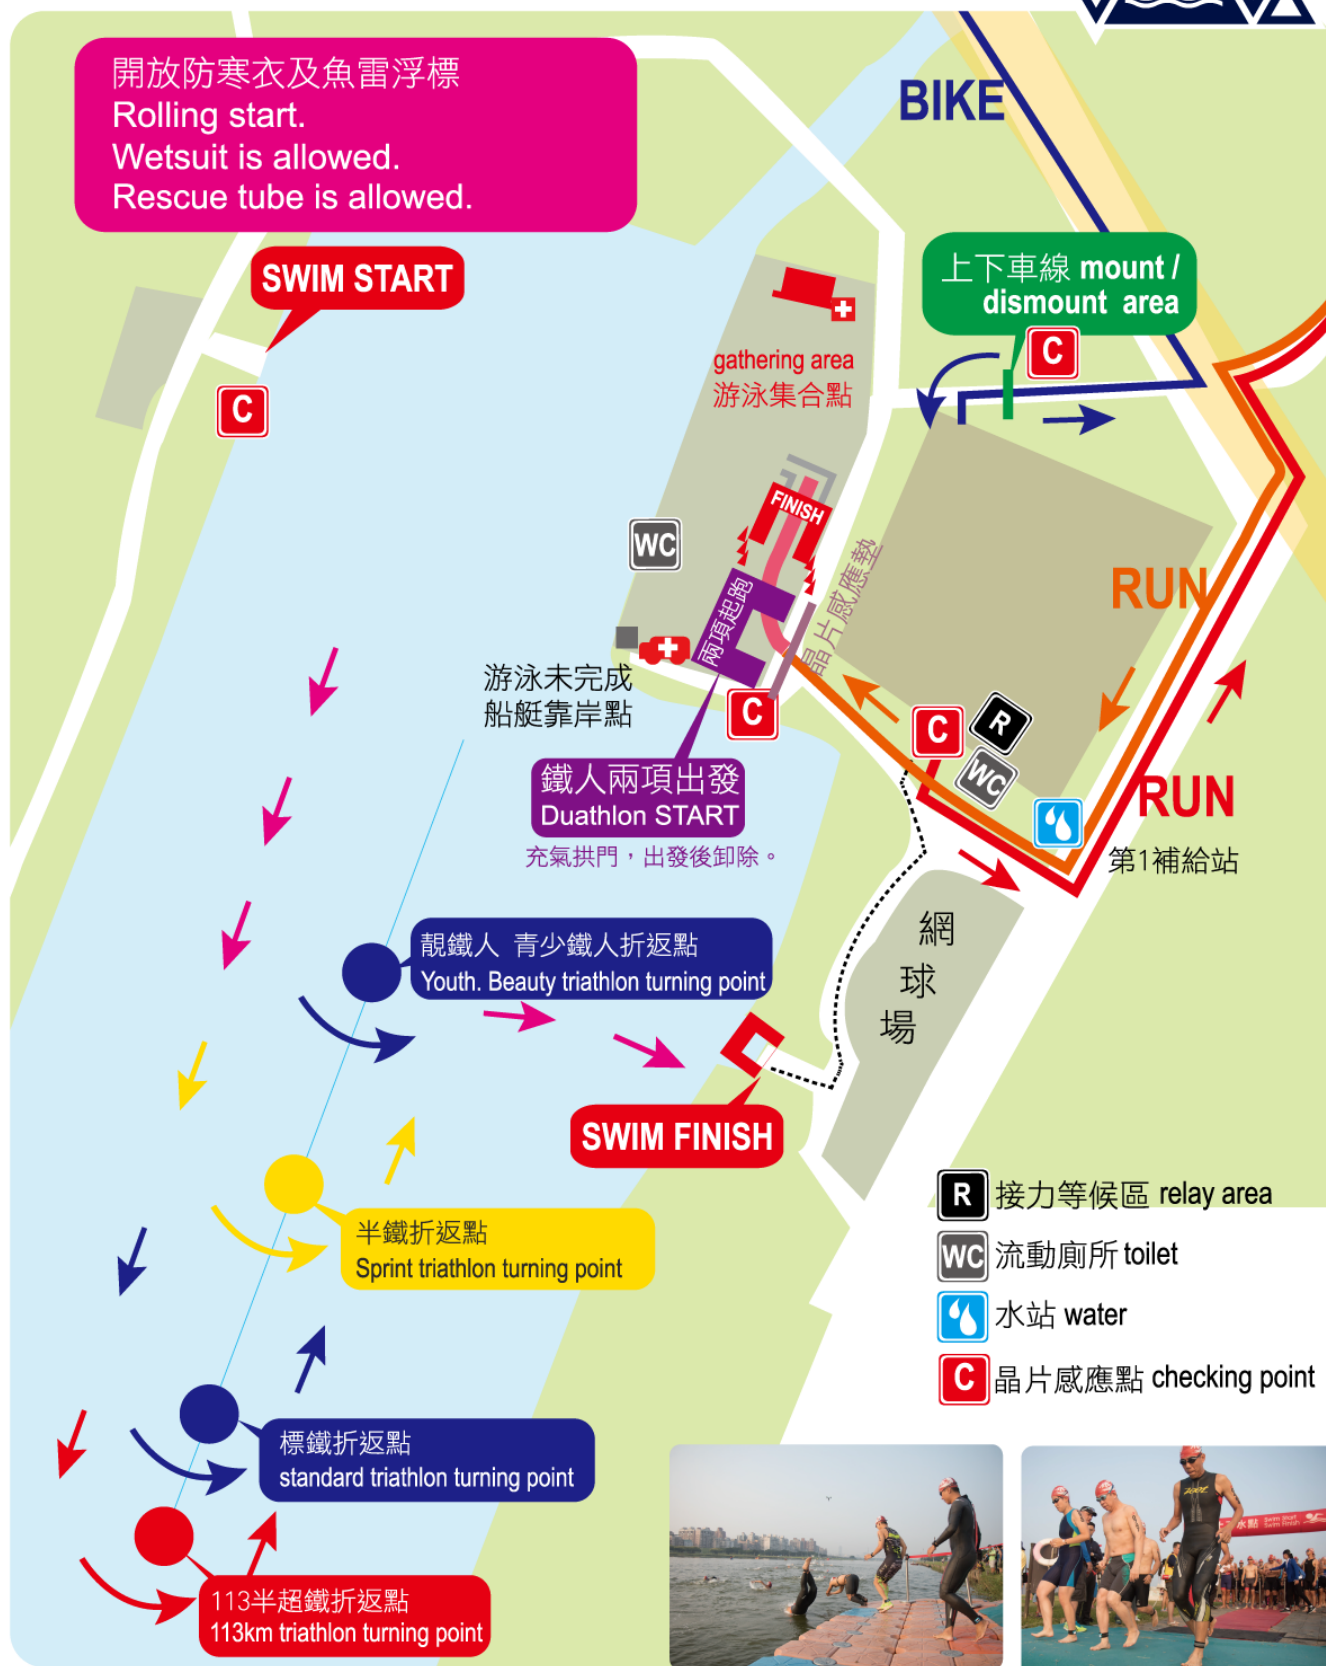 開放防寒衣及魚雷浮標
Rolling start.
Wetsuit is allowed.
Rescue tube is allowed.
BIKE
SWIM START
上下車線 mount /
dismount area
C
C
gathering area
游泳集合點
FINISH
WC
晶片感應墊
RUN
兩項起跑
游泳未完成
船艇靠岸點
C
C
R
WC
鐵人兩項出發
Duathlon START
充氣拱門，出發後卸除。
RUN
第1補給站
網
球
場
靚鐵人 青少鐵人折返點
Youth. Beauty triathlon turning point
SWIM FINISH
半鐵折返點
Sprint triathlon turning point
R 接力等候區 relay area
WC 流動廁所 toilet
水站 water
C 晶片感應點 checking point
標鐵折返點
standard triathlon turning point
113半超鐵折返點
113km triathlon turning point
水點 Swim Start
Swim Finish